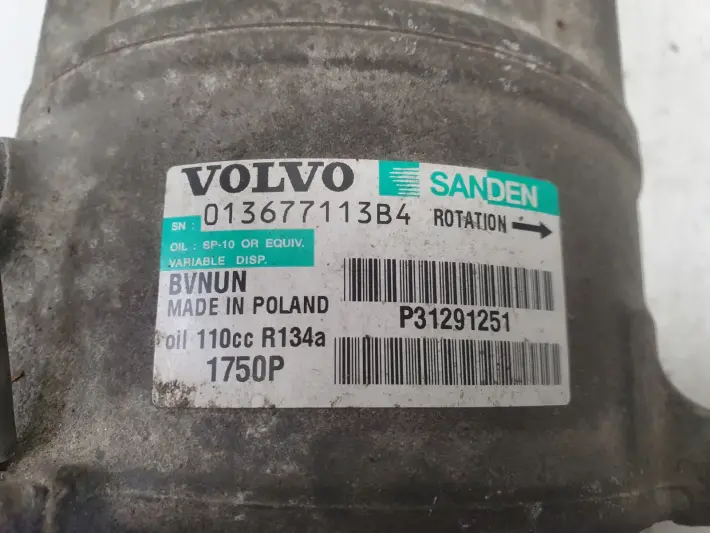 VOLVO SANDEN
SN : 013677113B4 ROTATION →
OIL : SP-10 OR EQUIV.
VARIABLE DISP.
BVNUN
MADE IN POLAND
P31291251
oil 110cc R134a
1750P